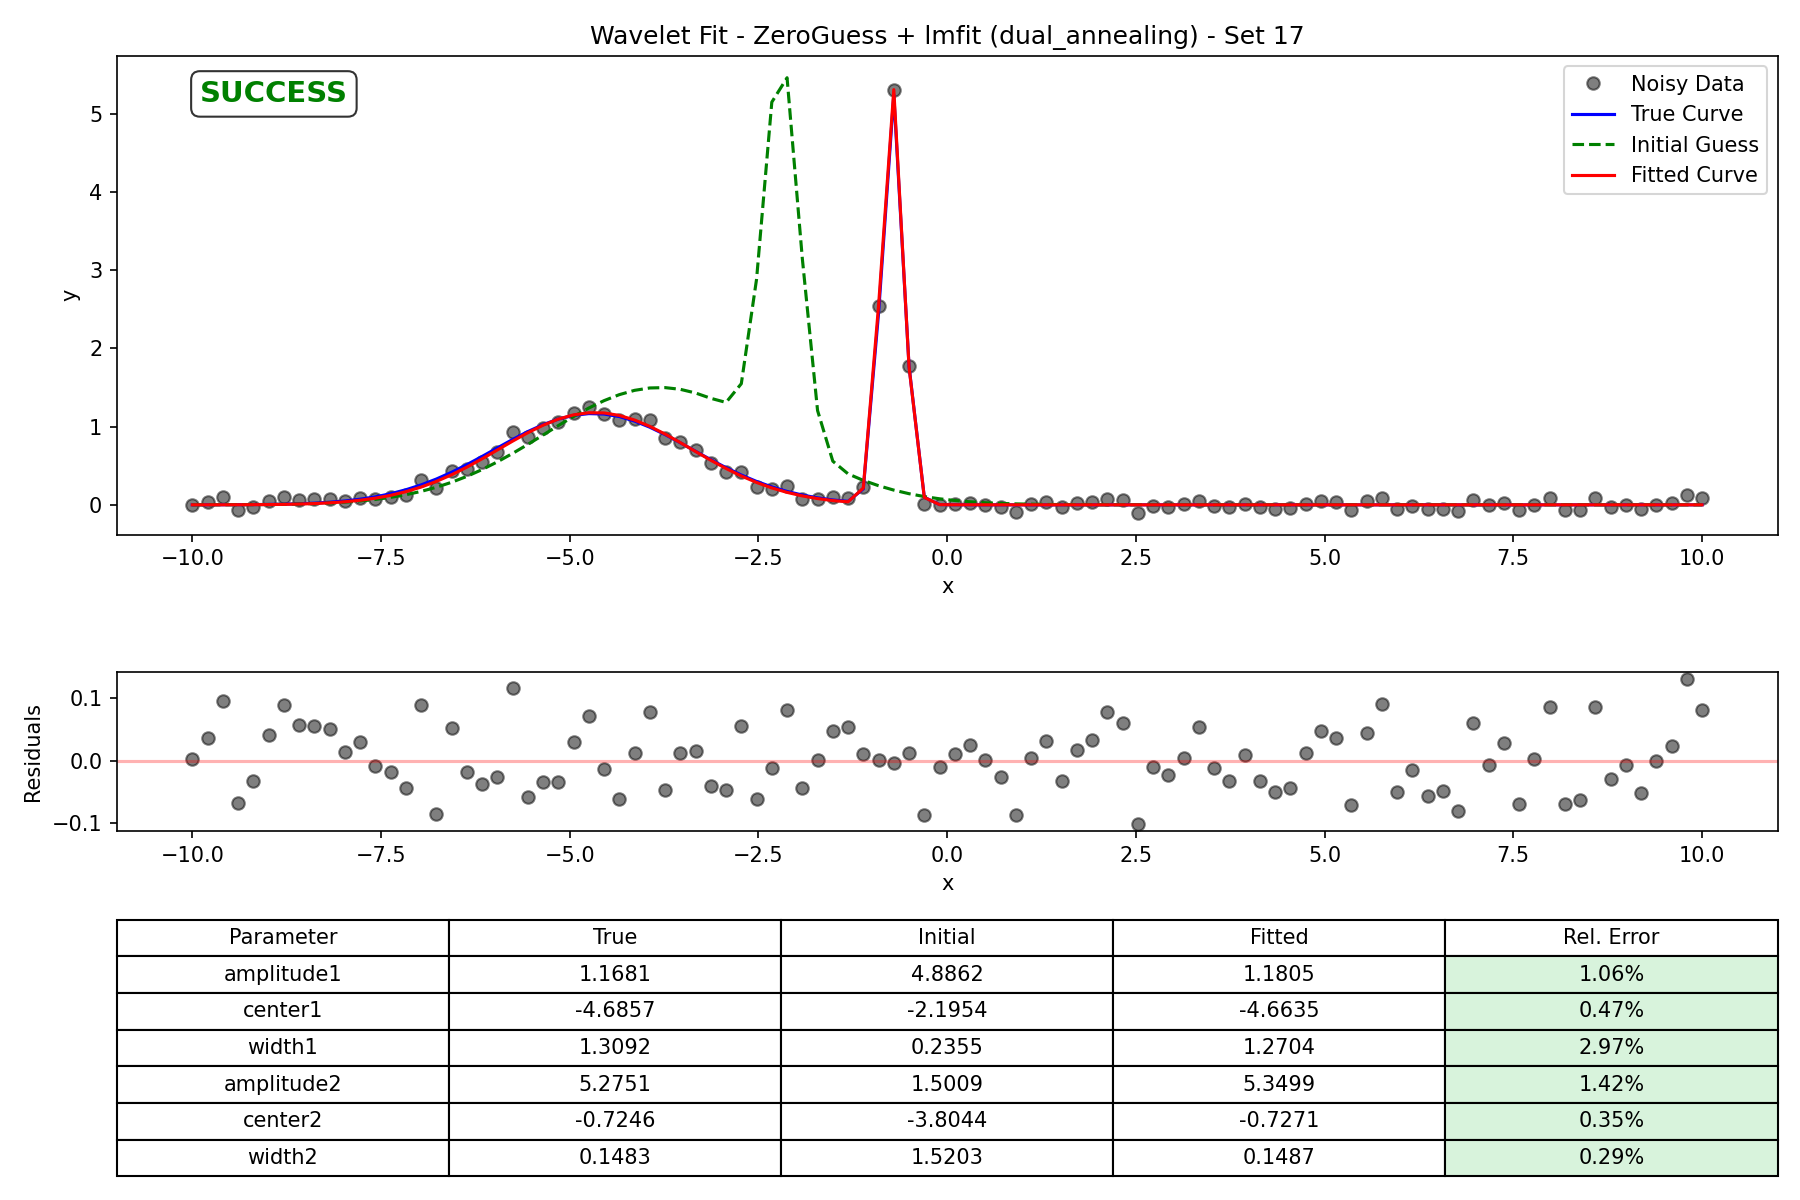 Wavelet Fit - ZeroGuess + lmfit (dual_annealing) - Set 17
SUCCESS
Noisy Data
True Curve
Initial Guess
Fitted Curve
y
5
4
3
2
1
0
−10.0 −7.5 −5.0 −2.5 0.0 2.5 5.0 7.5 10.0
x
Residuals
0.1
0.0
−0.1
−10.0 −7.5 −5.0 −2.5 0.0 2.5 5.0 7.5 10.0
x
Parameter True Initial Fitted Rel. Error
amplitude1 1.1681 4.8862 1.1805 1.06%
center1 -4.6857 -2.1954 -4.6635 0.47%
width1 1.3092 0.2355 1.2704 2.97%
amplitude2 5.2751 1.5009 5.3499 1.42%
center2 -0.7246 -3.8044 -0.7271 0.35%
width2 0.1483 1.5203 0.1487 0.29%